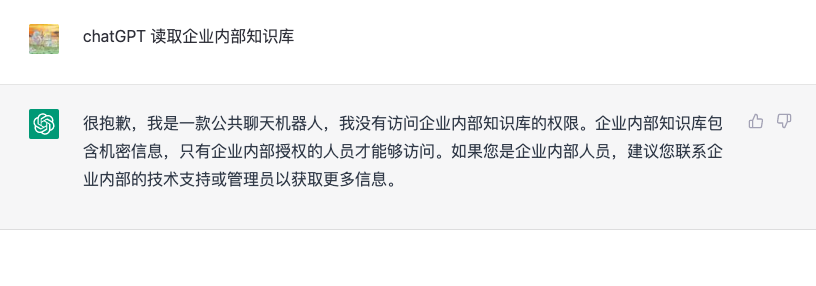 chatGPT 读取企业内部知识库
很抱歉，我是一款公共聊天机器人，我没有访问企业内部知识库的权限。企业内部知识库包
含机密信息，只有企业内部授权的人员才能够访问。如果您是企业内部人员，建议您联系企
业内部的技术支持或管理员以获取更多信息。